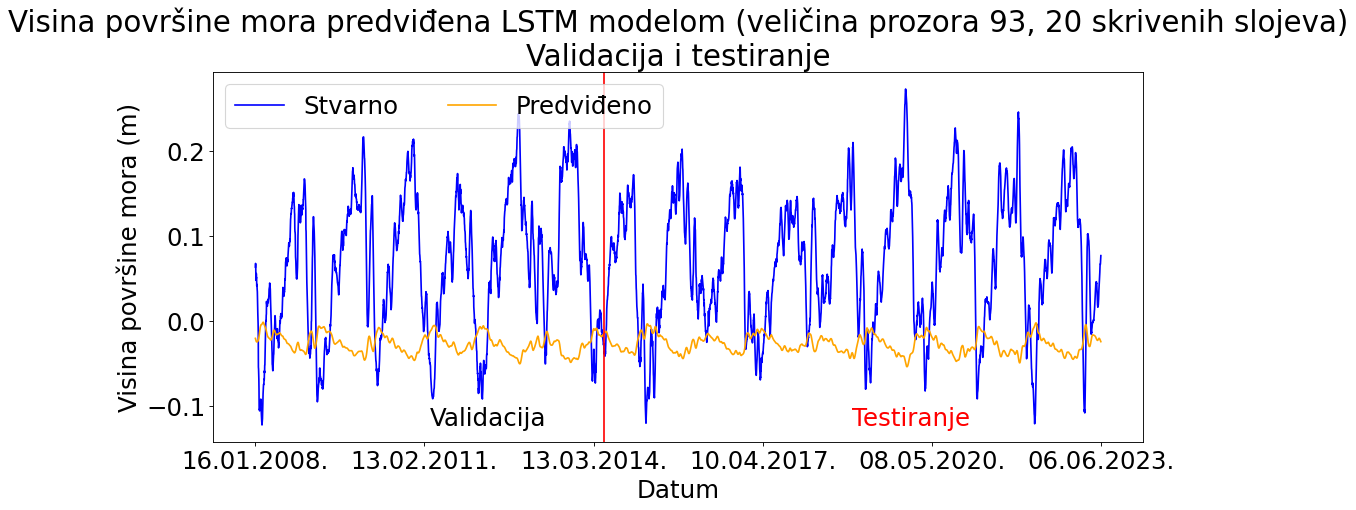 Visina površine mora predviđena LSTM modelom (veličina prozora 93, 20 skrivenih slojeva)
Validacija i testiranje
Stvarno
Predviđeno
Visina površine mora (m)
0.2
0.1
0.0
−0.1
Validacija
Testiranje
16.01.2008.
13.02.2011.
13.03.2014.
10.04.2017.
08.05.2020.
06.06.2023.
Datum